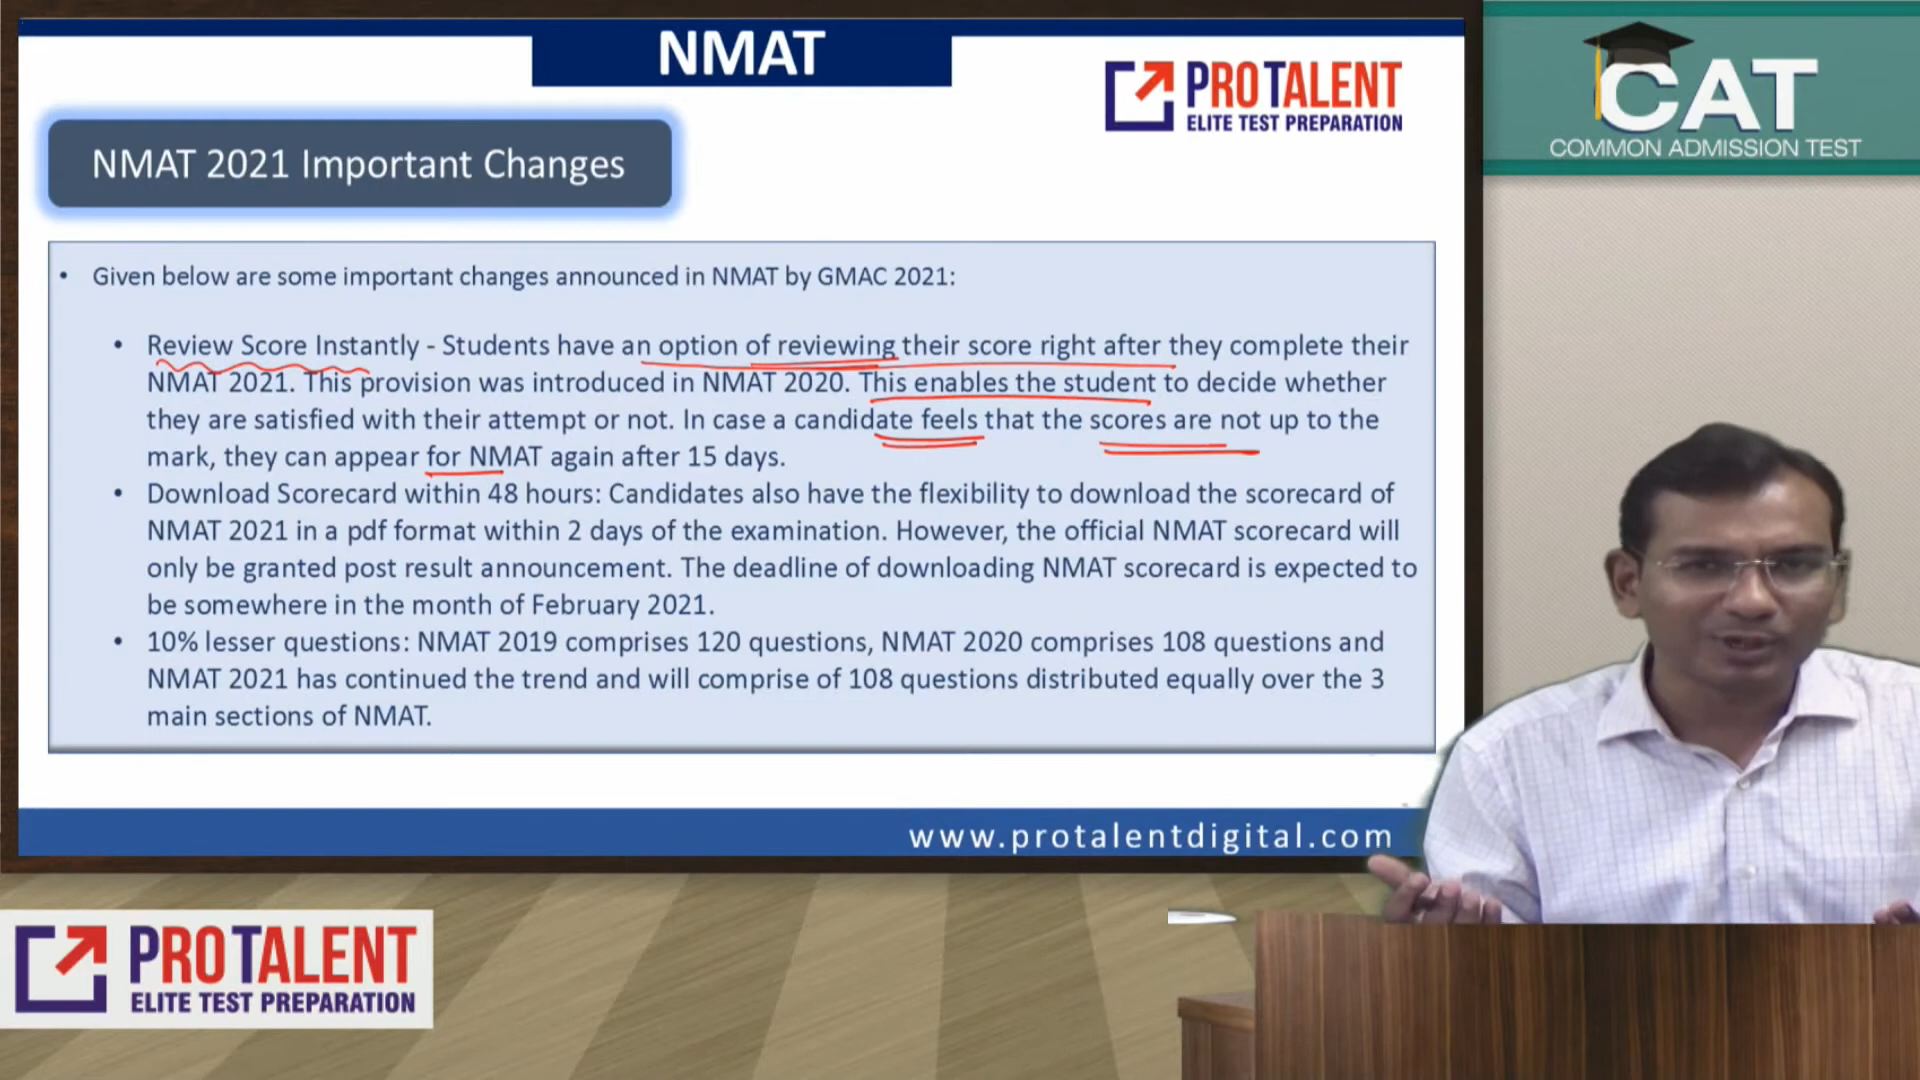 NMAT
PRO TALENT
ELITE TEST PREPARATION
CAT
COMMON ADMISSION TEST
NMAT 2021 Important Changes
• Given below are some important changes announced in NMAT by GMAC 2021:
• Review Score Instantly - Students have an option of reviewing their score right after they complete their
NMAT 2021. This provision was introduced in NMAT 2020. This enables the student to decide whether
they are satisfied with their attempt or not. In case a candidate feels that the scores are not up to the
mark, they can appear for NMAT again after 15 days.
• Download Scorecard within 48 hours: Candidates also have the flexibility to download the scorecard of
NMAT 2021 in a pdf format within 2 days of the examination. However, the official NMAT scorecard will
only be granted post result announcement. The deadline of downloading NMAT scorecard is expected to
be somewhere in the month of February 2021.
• 10% lesser questions: NMAT 2019 comprises 120 questions, NMAT 2020 comprises 108 questions and
NMAT 2021 has continued the trend and will comprise of 108 questions distributed equally over the 3
main sections of NMAT.
www.protalentdigital.com
PRO TALENT
ELITE TEST PREPARATION